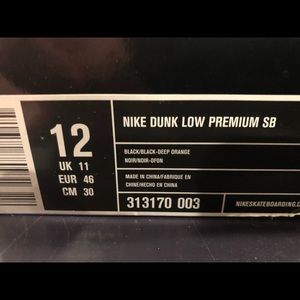 12
UK 11
EUR 46
CM 30
NIKE DUNK LOW PREMIUM SB
BLACK/BLACK-DEEP ORANGE
NOIR/NOIR-OFON
MADE IN CHINA/FABRIQUE EN
CHINE/HECHO EN CHINA
313170 003
NIKESKATEBOARDING.C